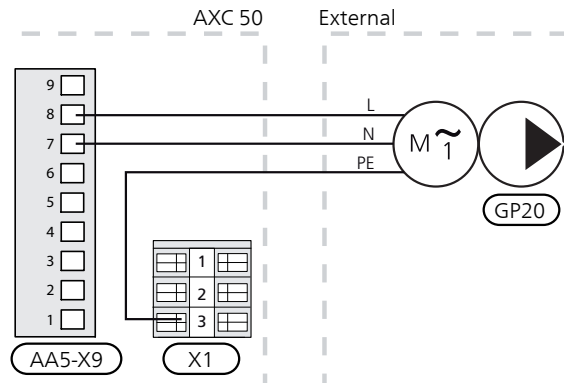 AXC 50 External
9
8 L
7 N
6 PE
5
4
3
2
1
M ~ 1
GP20
1
2
3
AA5-X9 X1